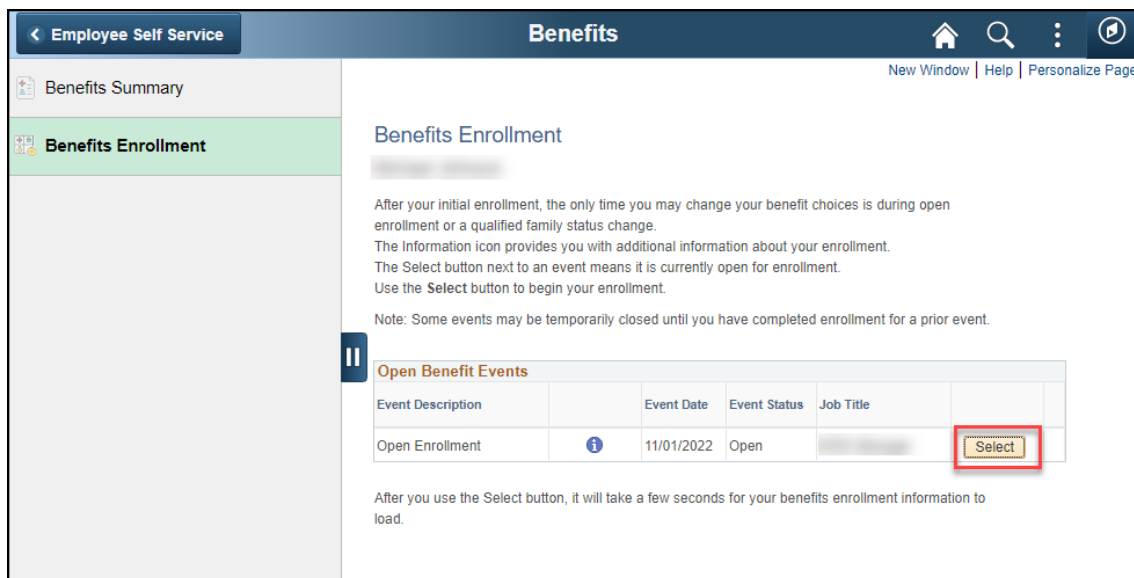 Employee Self Service
Benefits
New Window | Help | Personalize Page
Benefits Summary
Benefits Enrollment
Benefits Enrollment
After your initial enrollment, the only time you may change your benefit choices is during open
enrollment or a qualified family status change.
The Information icon provides you with additional information about your enrollment.
The Select button next to an event means it is currently open for enrollment.
Use the Select button to begin your enrollment.
Note: Some events may be temporarily closed until you have completed enrollment for a prior event.
Open Benefit Events
Event Description Event Date Event Status Job Title
Open Enrollment 11/01/2022 Open Select
After you use the Select button, it will take a few seconds for your benefits enrollment information to
load.